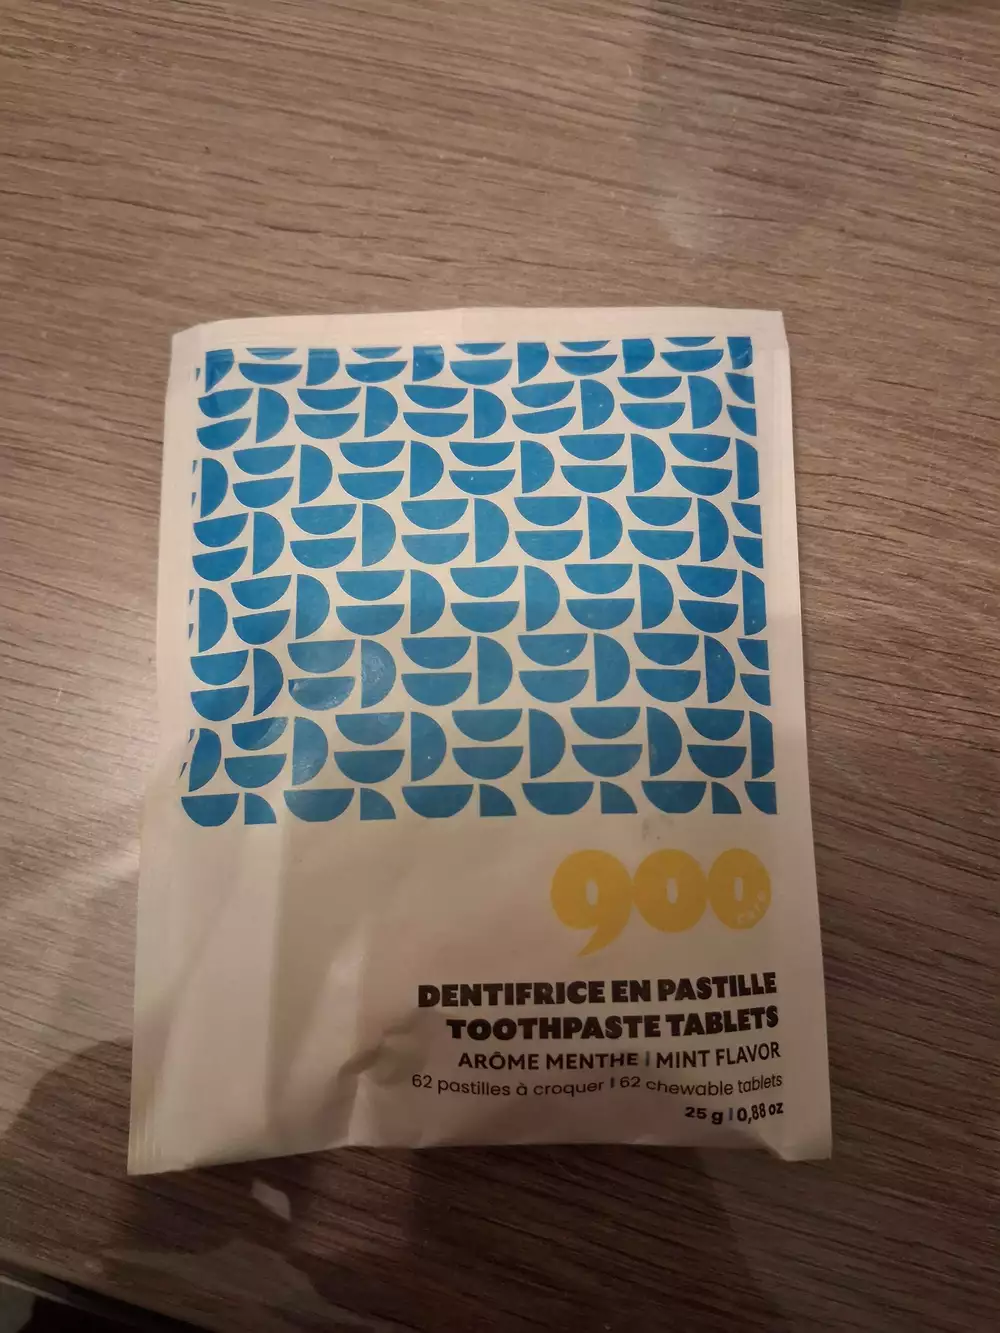 900
Care
DENTIFRICE EN PASTILLE
TOOTHPASTE TABLETS
ARÔME MENTHE | MINT FLAVOR
62 pastilles à croquer | 62 chewable tablets
25 g | 0,88 oz